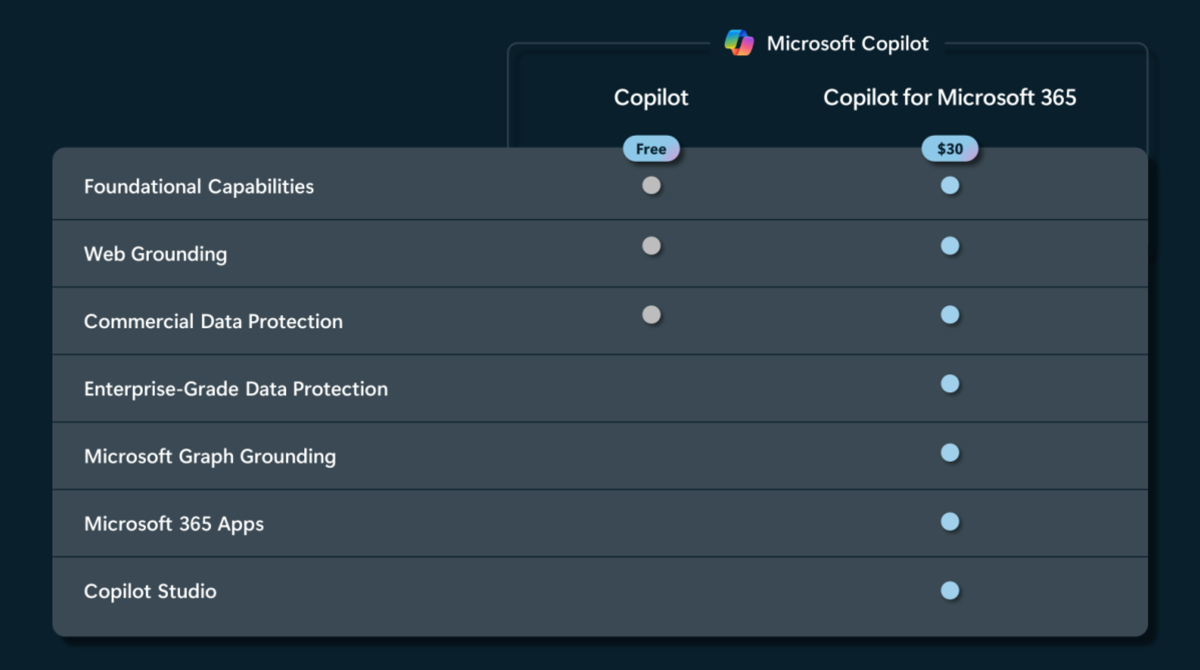 Microsoft Copilot
Copilot
Copilot for Microsoft 365
Free
$30
Foundational Capabilities
Web Grounding
Commercial Data Protection
Enterprise-Grade Data Protection
Microsoft Graph Grounding
Microsoft 365 Apps
Copilot Studio